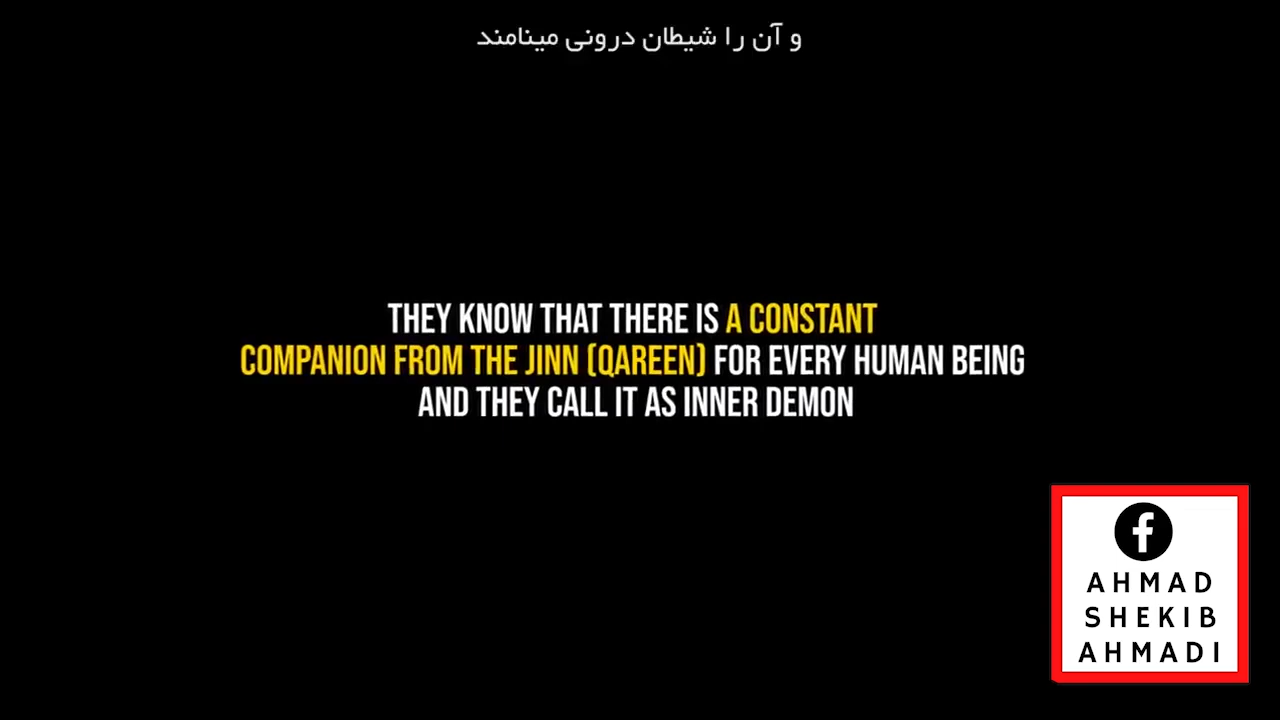 و آن را شیطان درونی مینامند
THEY KNOW THAT THERE IS A CONSTANT
COMPANION FROM THE JINN (QAREEN) FOR EVERY HUMAN BEING
AND THEY CALL IT AS INNER DEMON
f
AHMAD
SHEKIB
AHMADI